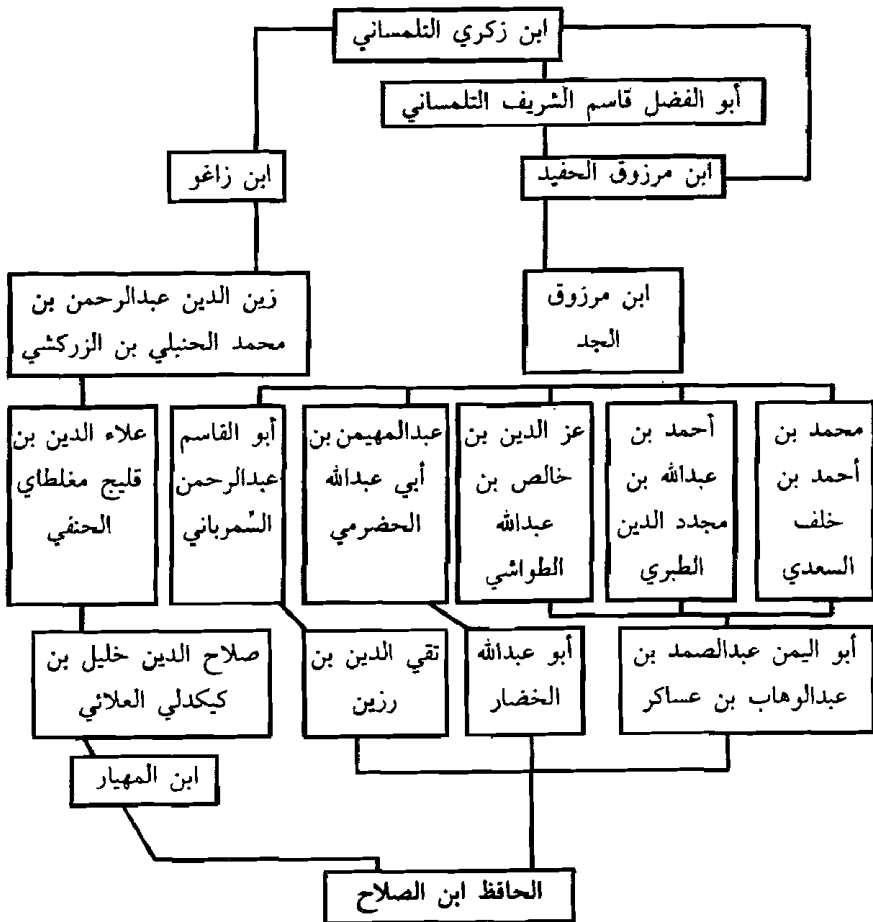 ابن زكري التلمساني
أبو الفضل قاسم الشريف التلمساني
ابن مرزوق الحفيد
ابن زاغو
ابن مرزوق
الجد
زين الدين عبدالرحمن بن
محمد الحنبلي بن الزركشي
محمد بن
أحمد بن
خلف
السعدي
أحمد بن
عبدالله بن
مجدد الدين
الطبري
عز الدين بن
خالص بن
عبدالله
الطواشي
عبدالمهيمن بن
أبي عبدالله
الحضرمي
أبو القاسم
عبدالرحمن
السِّمرباني
علاء الدين بن
قليج مغلطاي
الحنفي
أبو اليمن عبدالصمد بن
عبدالوهاب بن عساكر
أبو عبدالله
الخضار
تقي الدين بن
رزين
صلاح الدين خليل بن
كيكدلي العلائي
ابن المهيار
الحافظ ابن الصلاح